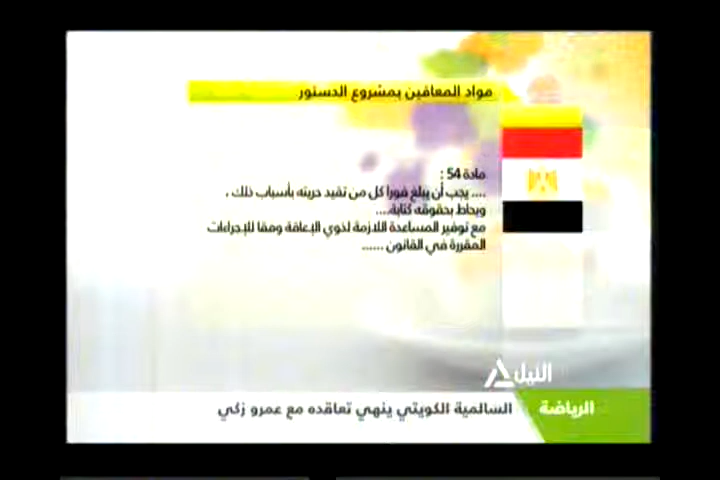 مواد المعاقين بمشروع الدستور
مادة 54 :
.... يجب أن يبلغ فورا كل من تقيد حريته بأسباب ذلك ،
ويحاط بحقوقه كتابة....
مع توفير المساعدة اللازمة لذوي الإعاقة وفقا للإجراءات
المقررة في القانون ......
النيل
الرياضة السالمية الكويتي ينهي تعاقده مع عمرو زكي